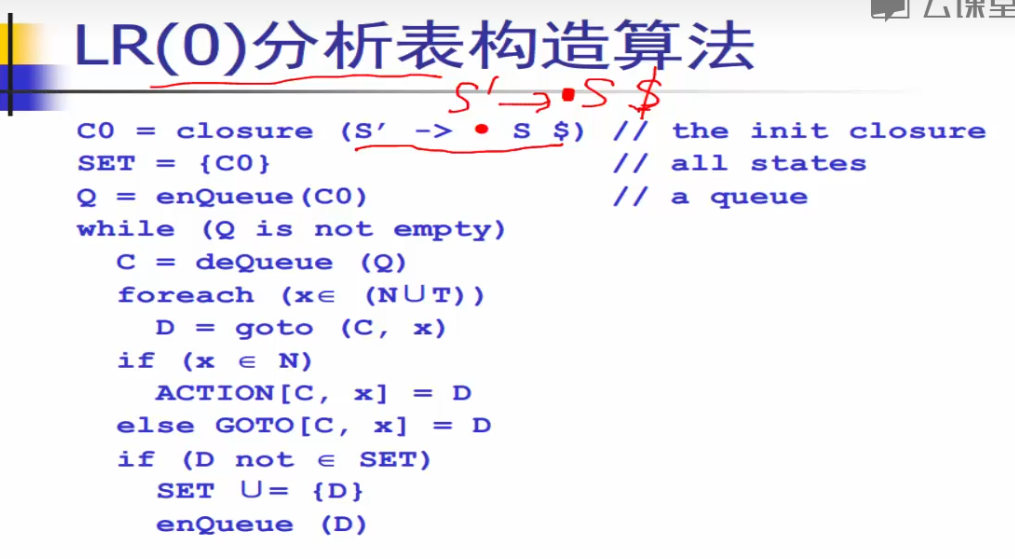 云课堂
LR(0)分析表构造算法
S' → • S $
C0 = closure (S’ -> • S $) // the init closure
SET = {C0} // all states
Q = enQueue(C0) // a queue
while (Q is not empty)
C = deQueue (Q)
foreach (x∈ (N∪T))
D = goto (C, x)
if (x ∈ N)
ACTION[C, x] = D
else GOTO[C, x] = D
if (D not ∈ SET)
SET ∪= {D}
enQueue (D)